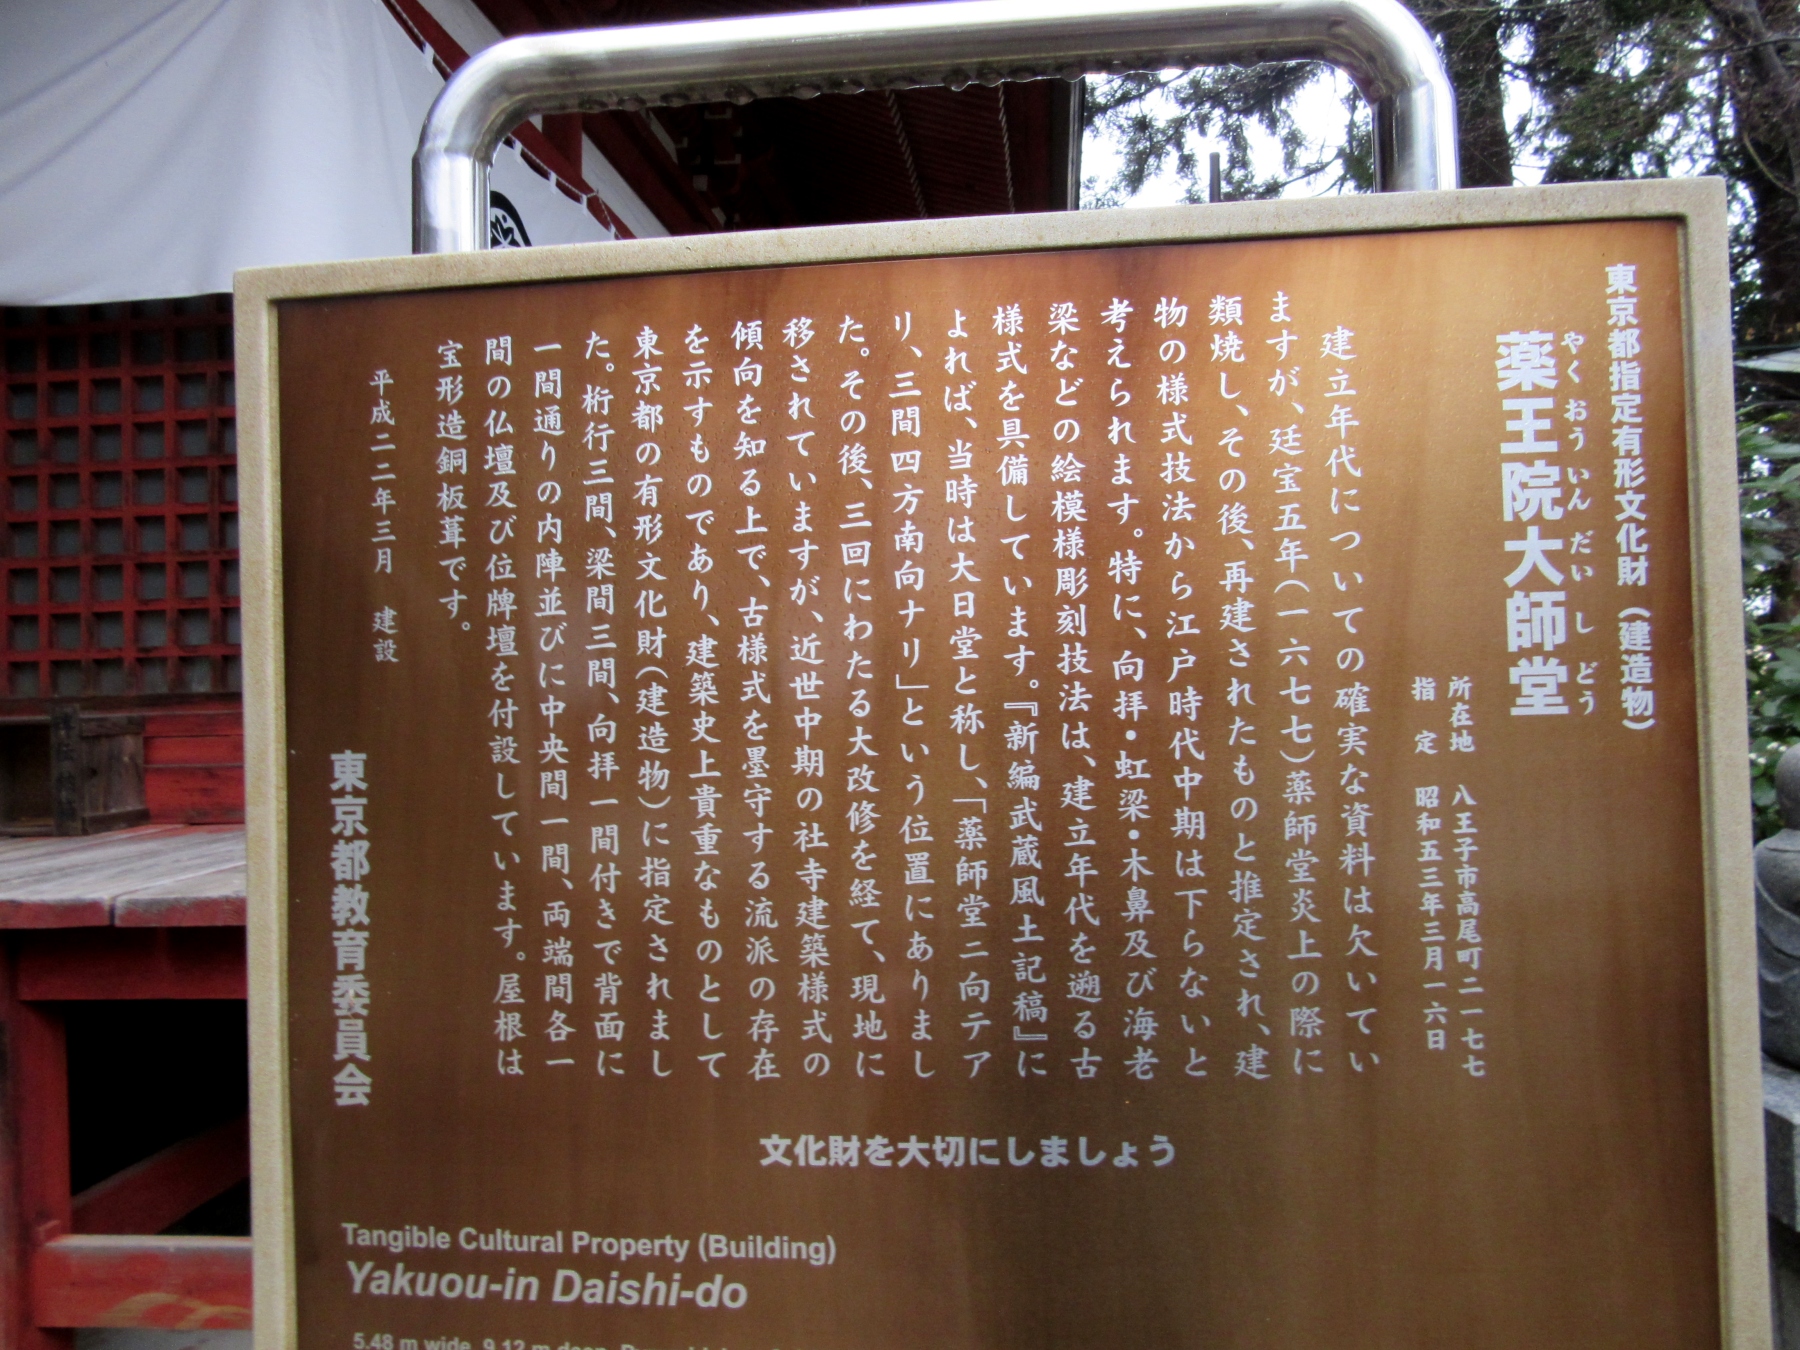 東京都指定有形文化財（建造物）
やくおういんだいしどう
薬王院大師堂
所在地 八王子市高尾町二一七七
指定 昭和五三年三月一六日
建立年代についての確実な資料は欠いてい
ますが、廷宝五年（一六七七）薬師堂炎上の際に
類焼し、その後、再建されたものと推定され、建
物の様式技法から江戸時代中期は下らないと
考えられます。特に、向拝・虹梁・木鼻及び海老
梁などの絵模様彫刻技法は、建立年代を遡る古
様式を具備しています。『新編武蔵風土記稿』に
よれば、当時は大日堂と称し、「薬師堂ニ向テア
リ、三間四方南向ナリ」という位置にありまし
た。その後、三回にわたる大改修を経て、現地に
移されていますが、近世中期の社寺建築様式の
傾向を知る上で、古様式を墨守する流派の存在
を示すものであり、建築史上貴重なものとして
東京都の有形文化財（建造物）に指定されまし
た。桁行三間、梁間三間、向拝一間付きで背面に
一間通りの内陣並びに中央間一間、両端間各一
間の仏壇及び位牌壇を付設しています。屋根は
宝形造銅板葺です。
平成二二年三月 建設
東京都教育委員会
文化財を大切にしましょう
Tangible Cultural Property (Building)
Yakuou-in Daishi-do
5.48 m wide, 9.12 m deep,